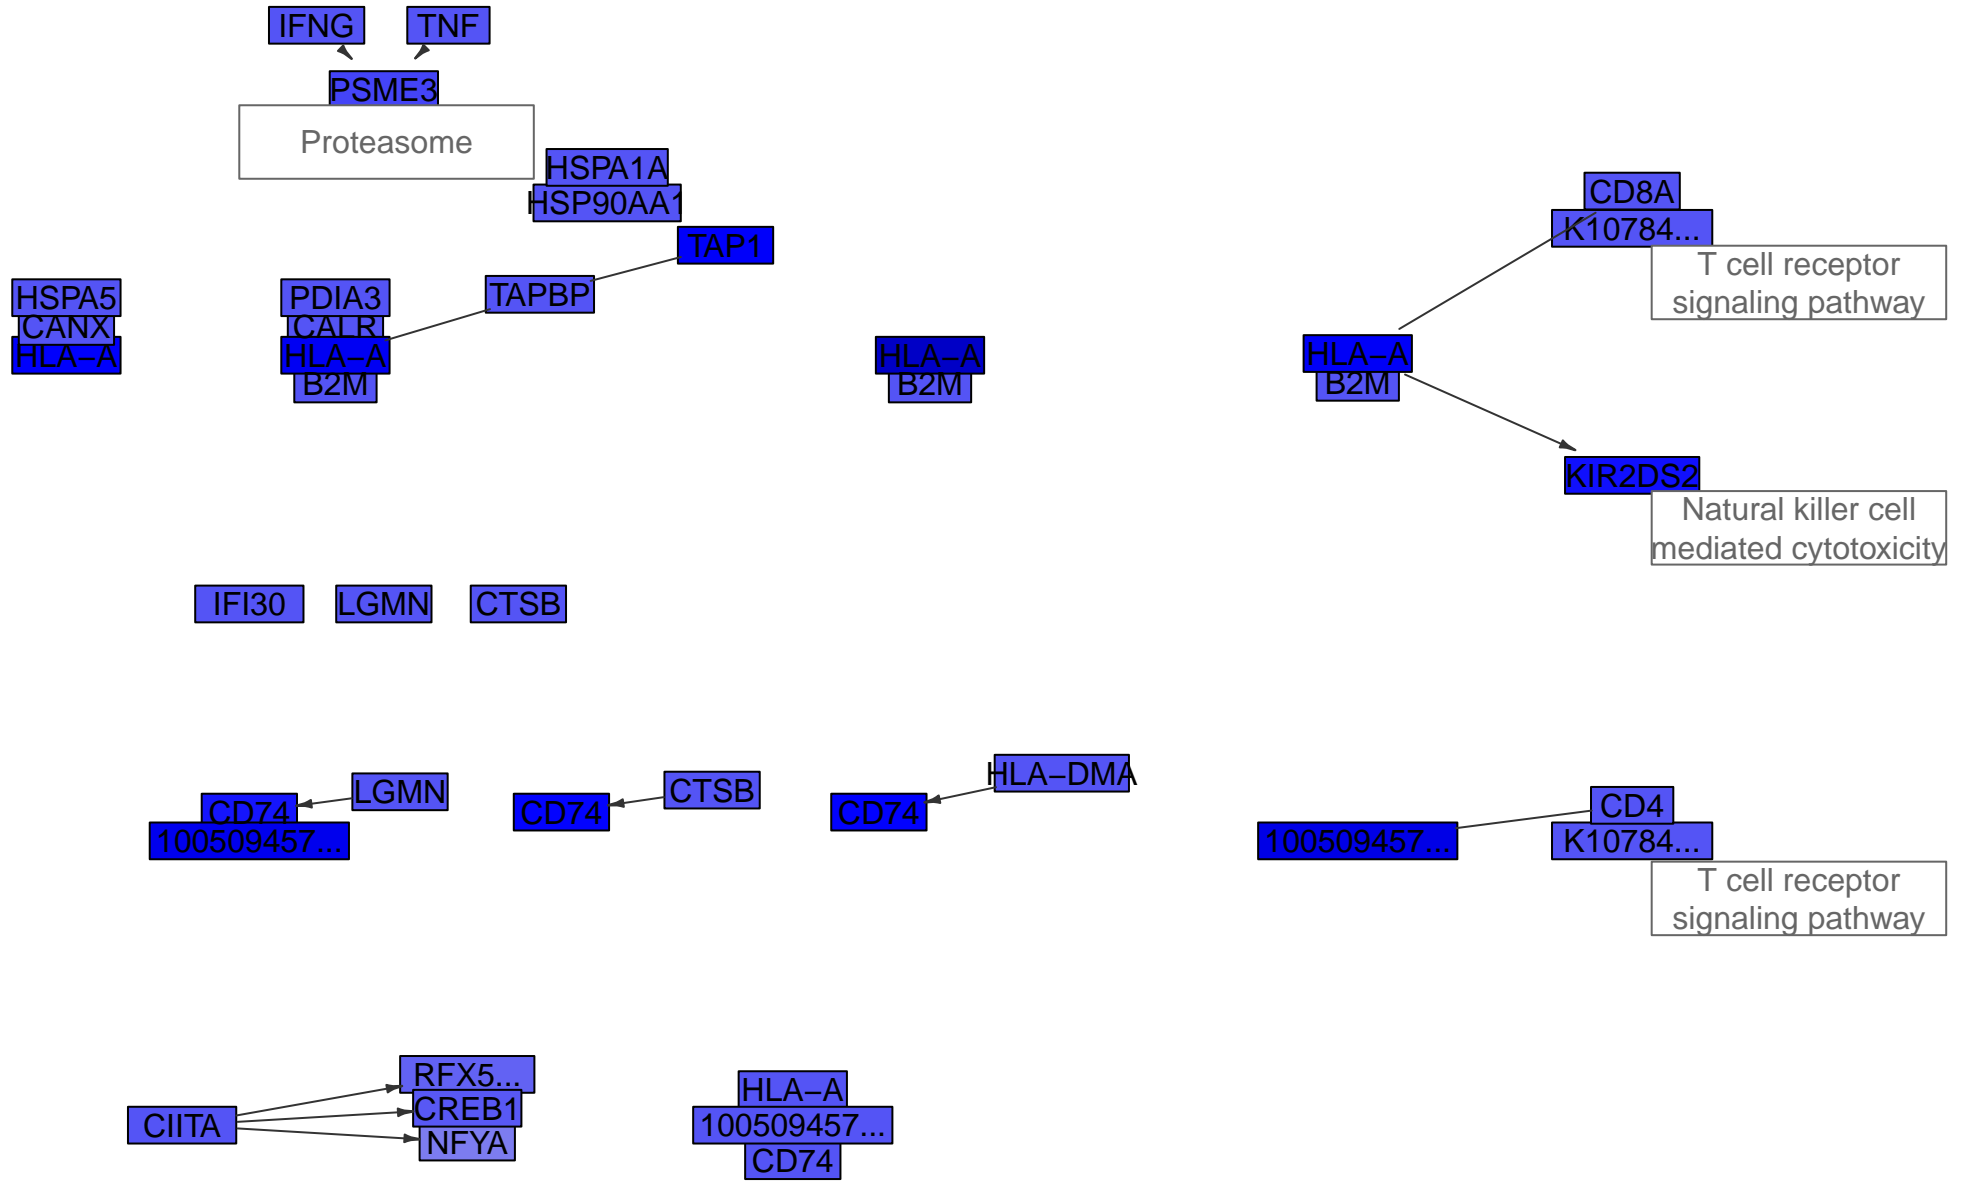 IFNG
TNF
PSME3
Proteasome
HSPA1A
HSP90AA1
TAP1
CD8A
K10784...
T cell receptor
signaling pathway
HSPA5
CANX
HLA−A
PDIA3
CALR
HLA−A
B2M
TAPBP
HLA−A
B2M
HLA−A
B2M
KIR2DS2
Natural killer cell
mediated cytotoxicity
IFI30
LGMN
CTSB
CD74
100509457...
LGMN
CD74
CTSB
CD74
HLA−DMA
100509457...
CD4
K10784...
T cell receptor
signaling pathway
CIITA
RFX5...
CREB1
NFYA
HLA−A
100509457...
CD74